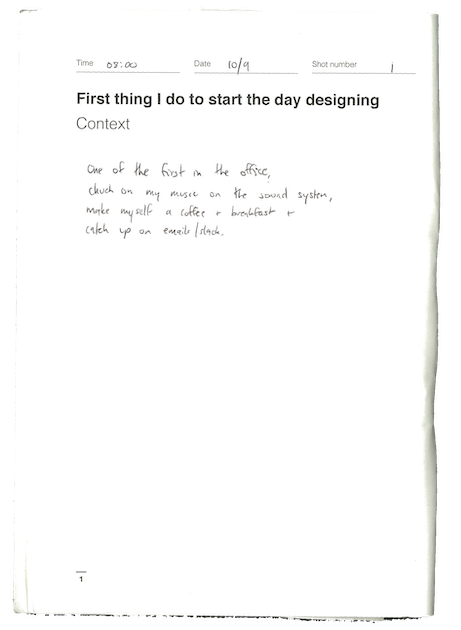 Time 08:00 Date 10/9 Shot number 1
First thing I do to start the day designing
Context
One of the first in the office,
chuck on my music on the sound system,
make myself a coffee + breakfast +
catch up on emails/slack.
1